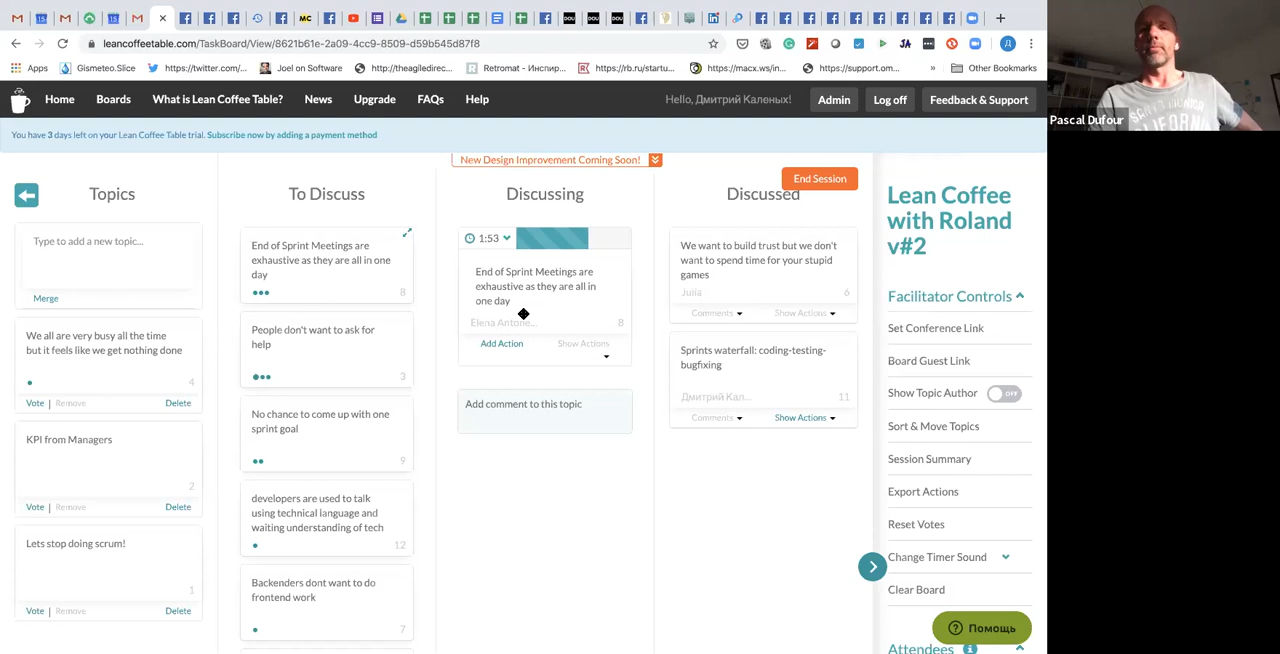 leancoffeetable.com/TaskBoard/View/8621b61e-2a09-4cc9-8509-d59b545d87f8
Apps
Gismeteo.Slice
https://twitter.com/...
Joel on Software
http://theagiledirec...
Retromat - Инспир...
https://rb.ru/startu...
https://macx.ws/in...
https://support.om...
»
Other Bookmarks
Home
Boards
What is Lean Coffee Table?
News
Upgrade
FAQs
Help
Hello, Дмитрий Каленых!
Admin
Log off
Feedback & Support
Pascal Dufour
You have 3 days left on your Lean Coffee Table trial. Subscribe now by adding a payment method
New Design Improvement Coming Soon!
End Session
Topics
Type to add a new topic...
Merge
We all are very busy all the time
but it feels like we get nothing done
4
Vote | Remove
Delete
KPI from Managers
2
Vote | Remove
Delete
Lets stop doing scrum!
1
Vote | Remove
Delete
To Discuss
End of Sprint Meetings are
exhaustive as they are all in one
day
8
People don't want to ask for
help
3
No chance to come up with one
sprint goal
9
developers are used to talk
using technical language and
waiting understanding of tech
12
Backenders dont want to do
frontend work
7
Discussing
1:53
End of Sprint Meetings are
exhaustive as they are all in
one day
Elena Antone...
8
Add Action
Show Actions
Add comment to this topic
Discussed
We want to build trust but we don't
want to spend time for your stupid
games
Julia
6
Comments
Show Actions
Sprints waterfall: coding-testing-
bugfixing
Дмитрий Кал...
11
Comments
Show Actions
Lean Coffee
with Roland
v#2
Facilitator Controls
Set Conference Link
Board Guest Link
Show Topic Author
OFF
Sort & Move Topics
Session Summary
Export Actions
Reset Votes
Change Timer Sound
Clear Board
Помощь
Attendees